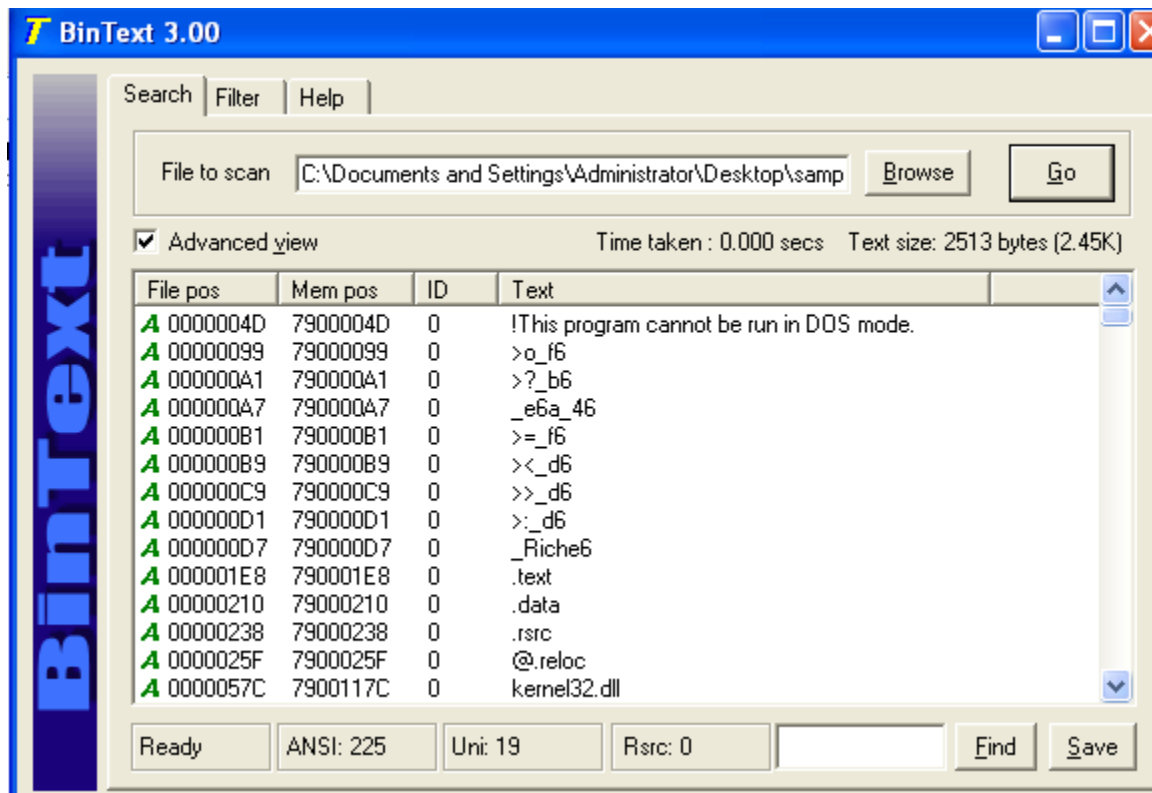 BinText 3.00
Search Filter Help
File to scan C:\Documents and Settings\Administrator\Desktop\samp Browse Go
Advanced view Time taken : 0.000 secs Text size: 2513 bytes (2.45K)
File pos Mem pos ID Text
A 0000004D 7900004D 0 !This program cannot be run in DOS mode.
A 00000099 79000099 0 >o_f6
A 000000A1 790000A1 0 >?_b6
A 000000A7 790000A7 0 _e6a_46
A 000000B1 790000B1 0 >=_f6
A 000000B9 790000B9 0 ><_d6
A 000000C9 790000C9 0 >>_d6
A 000000D1 790000D1 0 >:_d6
A 000000D7 790000D7 0 _Riche6
A 000001E8 790001E8 0 .text
A 00000210 79000210 0 .data
A 00000238 79000238 0 .rsrc
A 0000025F 7900025F 0 @.reloc
A 0000057C 7900117C 0 kernel32.dll
BinText
Ready ANSI: 225 Uni: 19 Rsrc: 0 Find Save